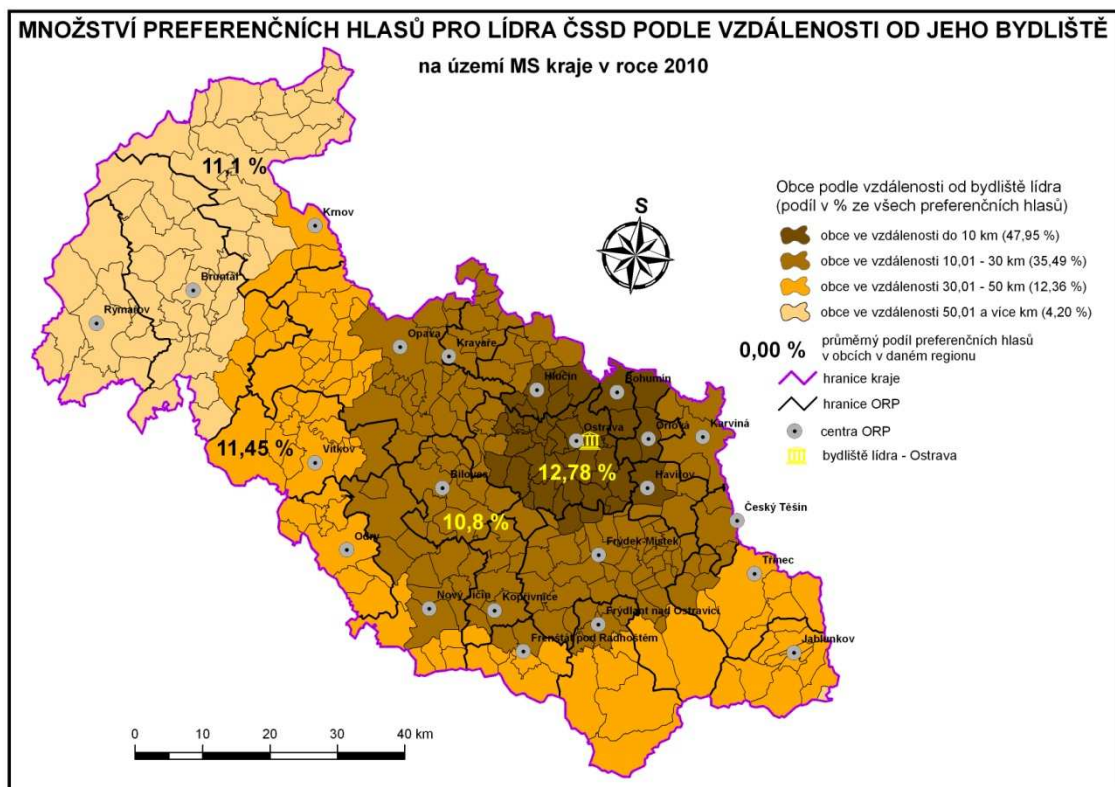 MNOŽSTVÍ PREFERENČNÍCH HLASŮ PRO LÍDRA ČSSD PODLE VZDÁLENOSTI OD JEHO BYDLIŠTĚ
na území MS kraje v roce 2010
11,1 %
Krnov
Bruntál
Rýmařov
S
Obce podle vzdálenosti od bydliště lídra
(podíl v % ze všech preferenčních hlasů)
obce ve vzdálenosti do 10 km (47,95 %)
obce ve vzdálenosti 10,01 - 30 km (35,49 %)
obce ve vzdálenosti 30,01 - 50 km (12,36 %)
obce ve vzdálenosti 50,01 a více km (4,20 %)
0,00 % průměrný podíl preferenčních hlasů
v obcích v daném regionu
hranice kraje
hranice ORP
centra ORP
bydliště lídra - Ostrava
Opava
Kravaře
Hlučín
Bohumín
Ostrava
Orlová
Karviná
11,45 %
Vítkov
12,78 %
Bílovec
Havířov
10,8 %
Český Těšín
Odry
Frýdek-Místek
Třinec
Nový Jičín
Kopřivnice
Frýdlant nad Ostravicí
Frenštát pod Radhoštěm
Jablunkov
0 10 20 30 40 km